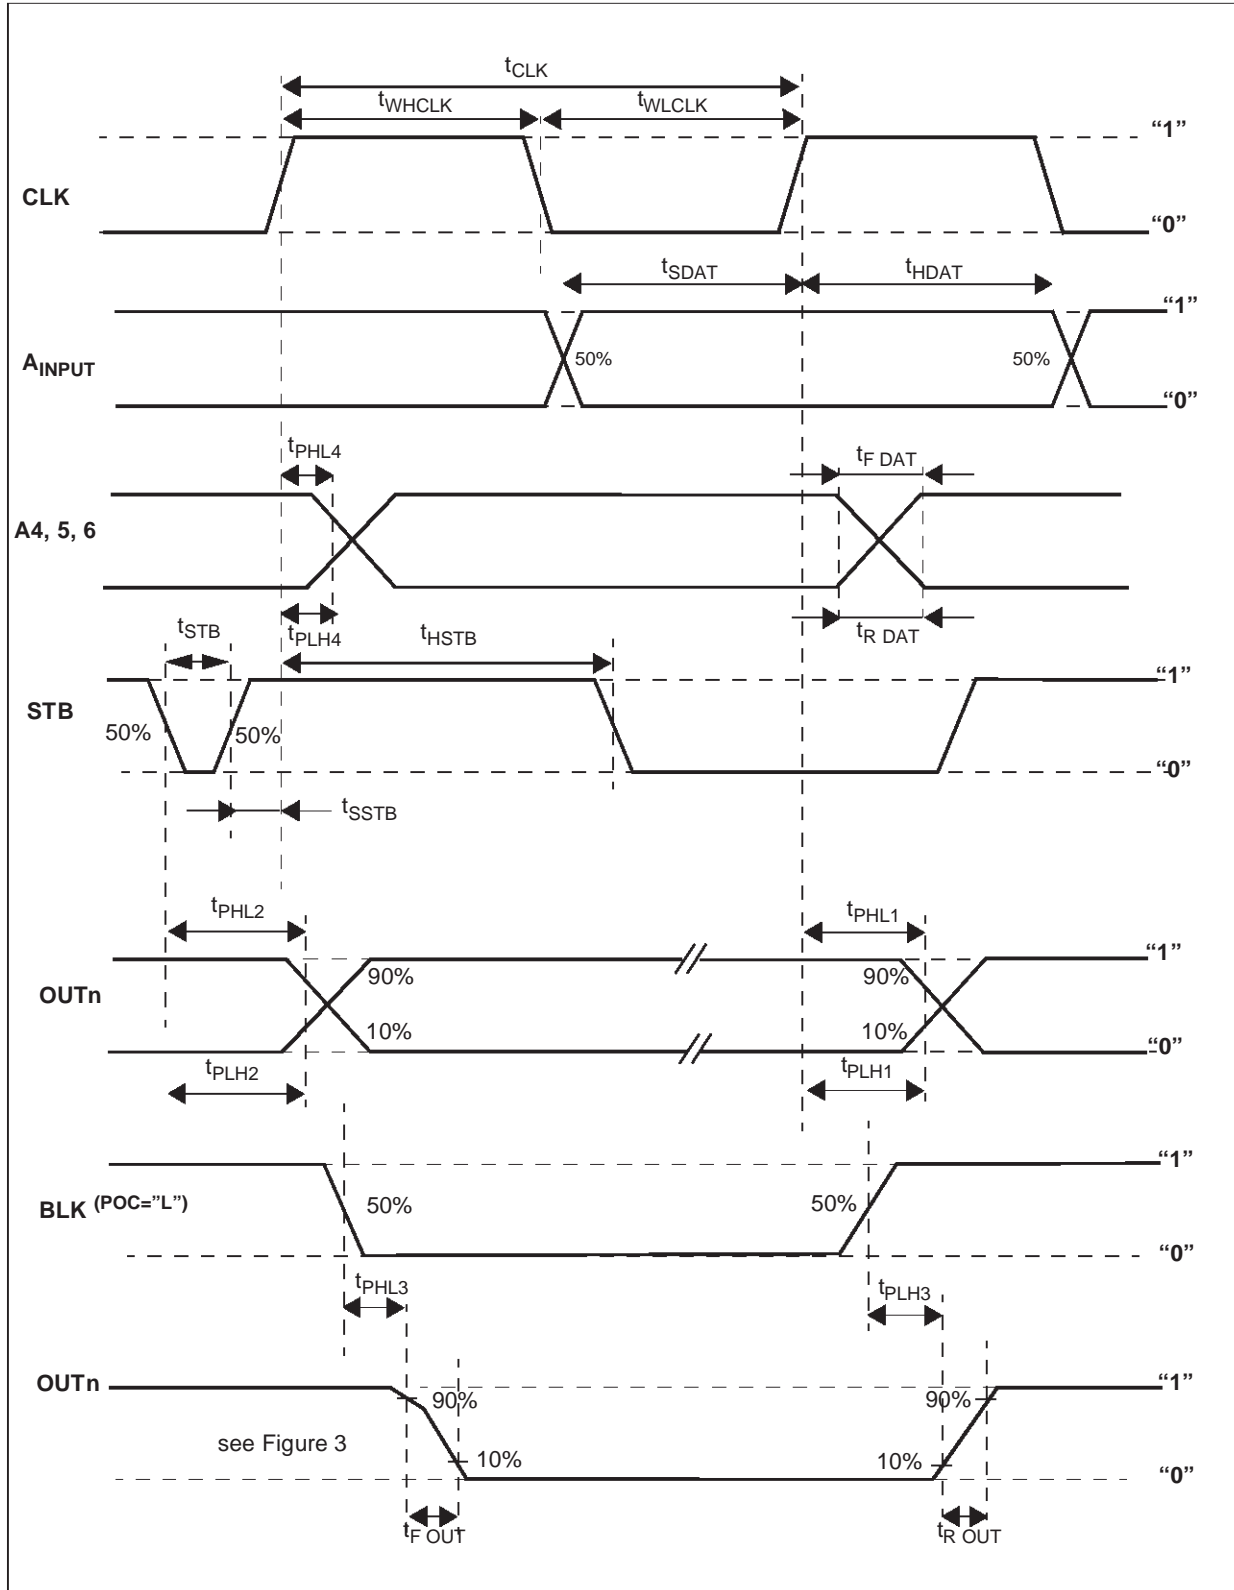 tCLK
tWHCLK tWLCLK
“1”
CLK
“0”
tSDAT tHDAT
“1”
AINPUT 50% 50%
“0”
tPHL4 tF DAT
A4, 5, 6
tSTB tPLH4 tHSTB tR DAT
“1”
STB
50% 50%
“0”
tSSTB
tPHL2 tPHL1
“1”
90% 90%
OUTn
10% 10%
“0”
tPLH2 tPLH1
“1”
BLK (POC=”L”) 50% 50%
“0”
tPHL3 tPLH3
OUTn “1”
90% 90%
see Figure 3 10% 10%
“0”
tF OUT tR OUT